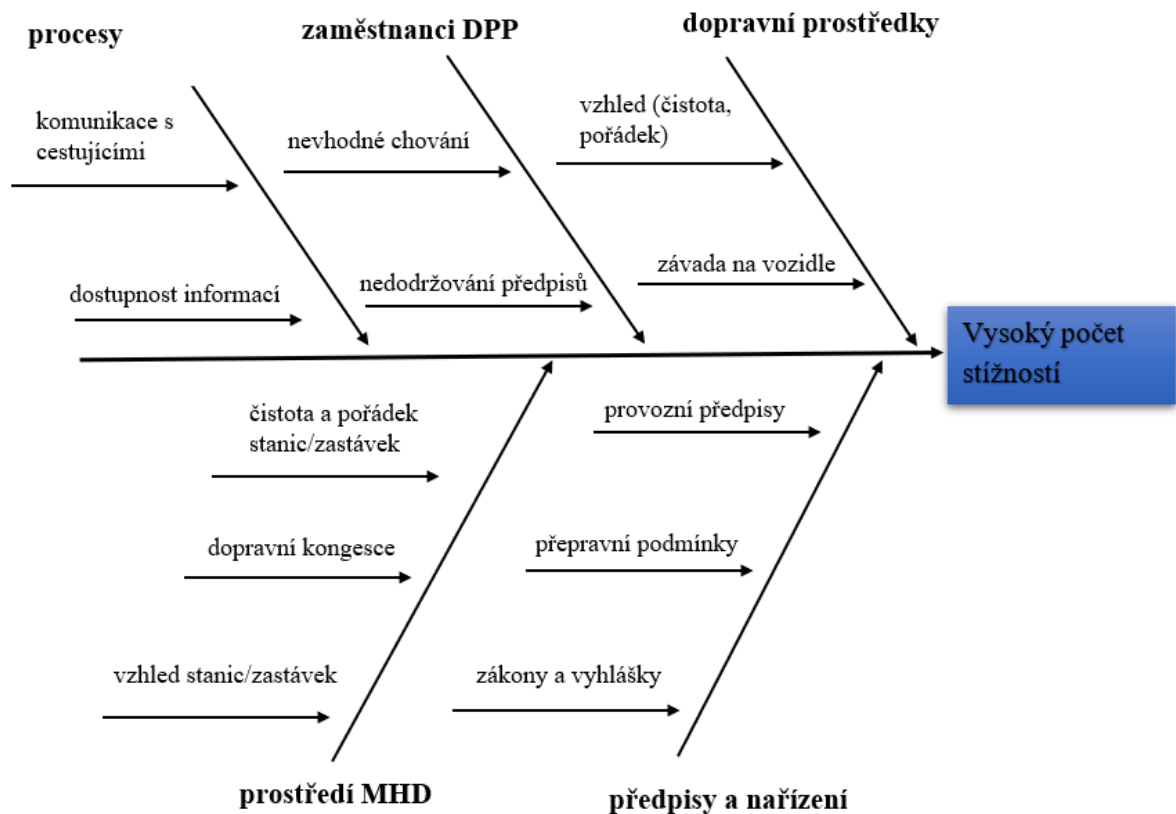 procesy
zaměstnanci DPP
dopravní prostředky
komunikace s
cestujícími
nevhodné chování
vzhled (čistota,
pořádek)
dostupnost informací
nedodržování předpisů
závada na vozidle
Vysoký počet
stížností
čistota a pořádek
stanic/zastávek
provozní předpisy
dopravní kongesce
přepravní podmínky
vzhled stanic/zastávek
zákony a vyhlášky
prostředí MHD
předpisy a nařízení